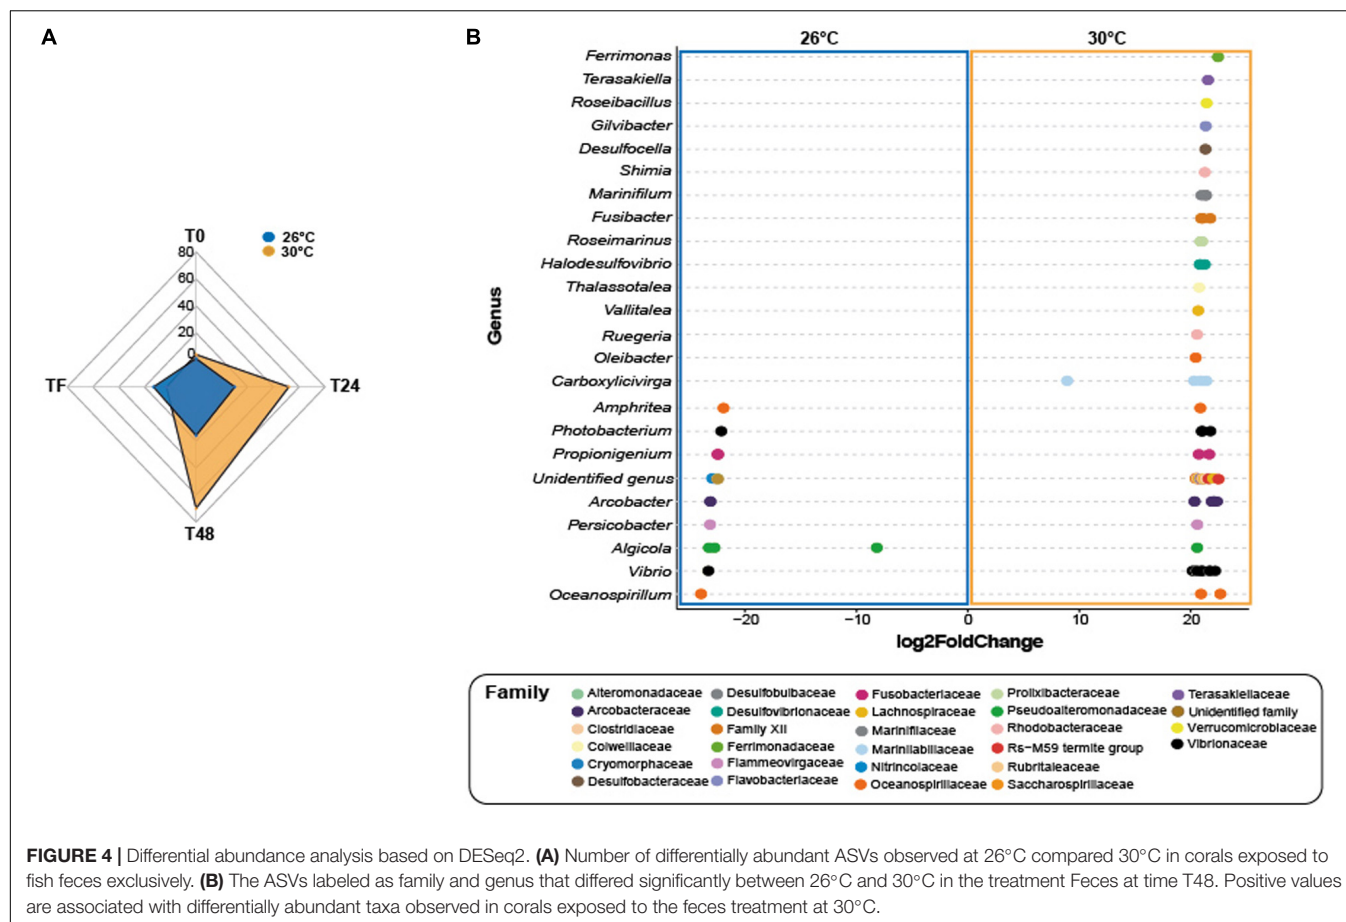 A
T0
80
60
40
20
0
TF
T24
T48
26°C
30°C
B
26°C
30°C
Genus
Ferrimonas
Terasakiella
Roseibacillus
Gilvibacter
Desulfocella
Shimia
Marinifilum
Fusibacter
Roseimarinus
Halodesulfovibrio
Thalassotalea
Vallitalea
Ruegeria
Oleibacter
Carboxylicivirga
Amphritea
Photobacterium
Propionigenium
Unidentified genus
Arcobacter
Persicobacter
Algicola
Vibrio
Oceanospirillum
−20 −10 0 10 20
log2FoldChange
Family
Alteromonadaceae
Arcobacteraceae
Clostridiaceae
Colwelliaceae
Cryomorphaceae
Desulfobacteraceae
Desulfobulbaceae
Desulfovibrionaceae
Family XII
Ferrimonadaceae
Flammeovirgaceae
Flavobacteriaceae
Fusobacteriaceae
Lachnospiraceae
Marinifilaceae
Marinilabiliaceae
Nitrincolaceae
Oceanospirillaceae
Prolixibacteraceae
Pseudoalteromonadaceae
Rhodobacteraceae
Rs−M59 termite group
Rubritaleaceae
Saccharospirillaceae
Terasakiellaceae
Unidentified family
Verrucomicrobiaceae
Vibrionaceae
FIGURE 4 | Differential abundance analysis based on DESeq2. (A) Number of differentially abundant ASVs observed at 26°C compared 30°C in corals exposed to
fish feces exclusively. (B) The ASVs labeled as family and genus that differed significantly between 26°C and 30°C in the treatment Feces at time T48. Positive values
are associated with differentially abundant taxa observed in corals exposed to the feces treatment at 30°C.